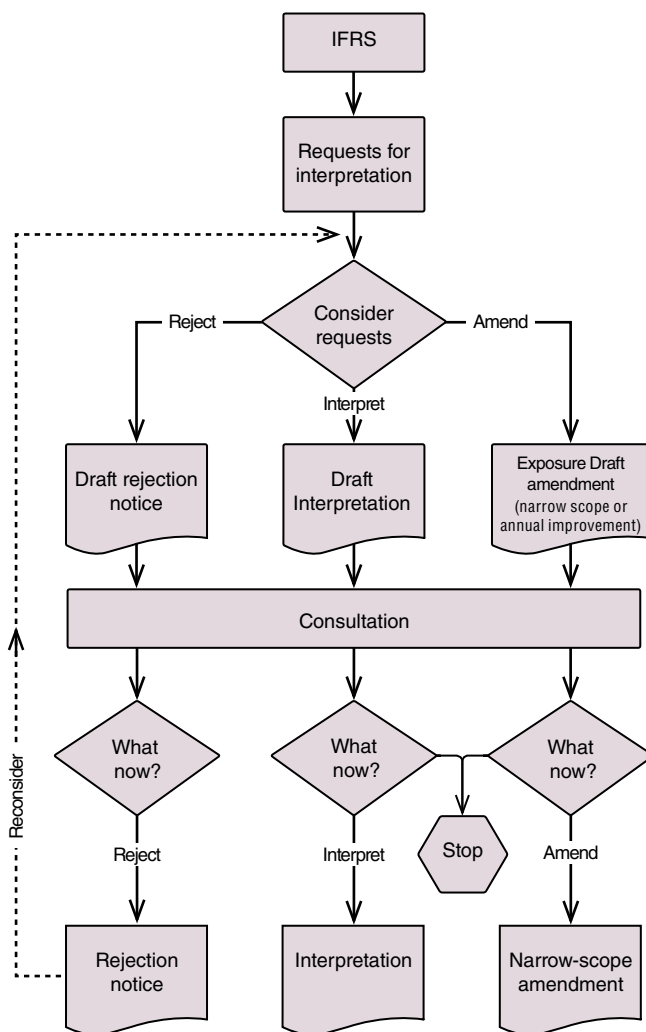 IFRS
Requests for
interpretation
Consider
requests
Reject
Amend
Interpret
Draft rejection
notice
Draft
Interpretation
Exposure Draft
amendment
(narrow scope or
annual improvement)
Consultation
What
now?
What
now?
What
now?
Reconsider
Stop
Reject
Interpret
Amend
Rejection
notice
Interpretation
Narrow-scope
amendment